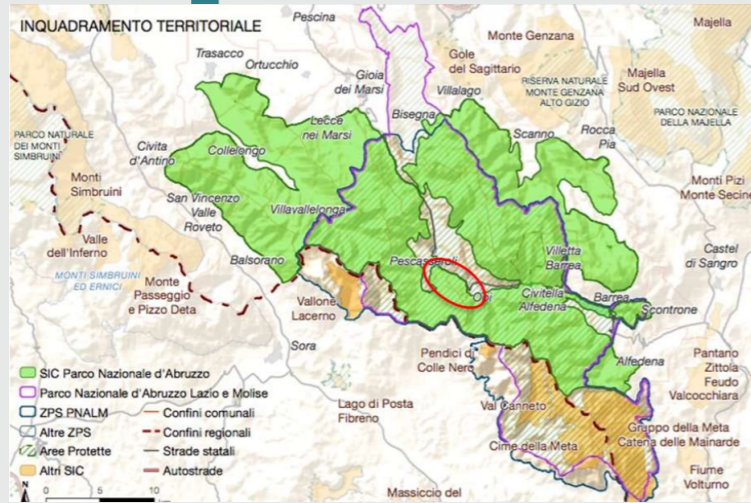 INQUADRAMENTO TERRITORIALE
Pescina
Monte Genzana
Majella
Trasacco
Ortucchio
Gioia
dei Marsi
Gole
del Sagittario
Villalago
RISERVA NATURALE
MONTE GENZANA
ALTO GIZIO
Majella
Sud Ovest
PARCO NAZIONALE
DELLA MAJELLA
Bisegna
Lecce
nei Marsi
Scanno
Rocca
Pia
PARCO NATURALE
DEI MONTI
SIMBRUINI
Civita
d'Antino
Collelongo
Monti
Simbruini
Monti Pizi
Monte Secine
San Vincenzo
Valle
Roveto
Villavallelonga
Valle
dell'Inferno
Balsorano
Pescasseroli
Villetta
Barrea
Castel
di Sangro
MONTI SIMBRUINI
ED ERNICI
Monte
Passeggio
e Pizzo Deta
Vallone
Lacerno
Opi
Civitella
Alfedena
Barrea
Scontrone
Sora
Pendici di
Colle Nero
Alfedena
Pantano
Zittola
Feudo
Valcocchiara
Lago di Posta
Fibreno
Val Canneto
Gruppo della Meta
Catena delle Mainarde
Cime della Meta
Fiume
Volturno
Massiccio del
SIC Parco Nazionale d'Abruzzo
Parco Nazionale d'Abruzzo Lazio e Molise
ZPS PNALM
Confini comunali
Altre ZPS
Confini regionali
Aree Protette
Strade statali
Altri SIC
Autostrade
N
0 5 10